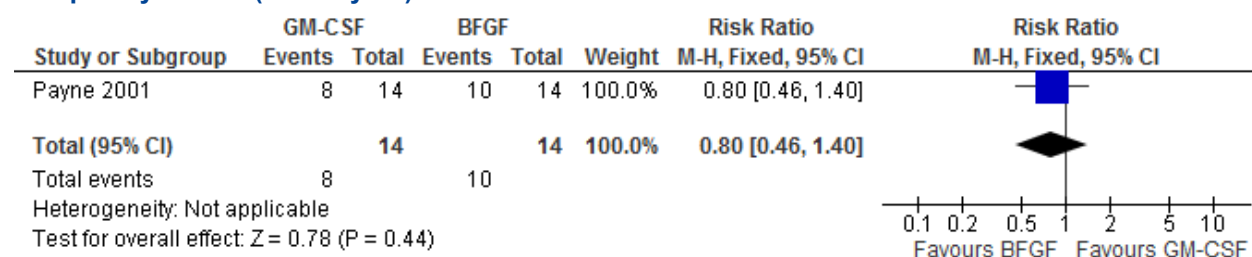 GM-CSF BFGF Risk Ratio Risk Ratio
Study or Subgroup Events Total Events Total Weight M-H, Fixed, 95% CI M-H, Fixed, 95% CI
Payne 2001 8 14 10 14 100.0% 0.80 [0.46, 1.40]
Total (95% CI) 14 14 100.0% 0.80 [0.46, 1.40]
Total events 8 10
Heterogeneity: Not applicable
Test for overall effect: Z = 0.78 (P = 0.44)
0.1 0.2 0.5 1 2 5 10
Favours BFGF Favours GM-CSF